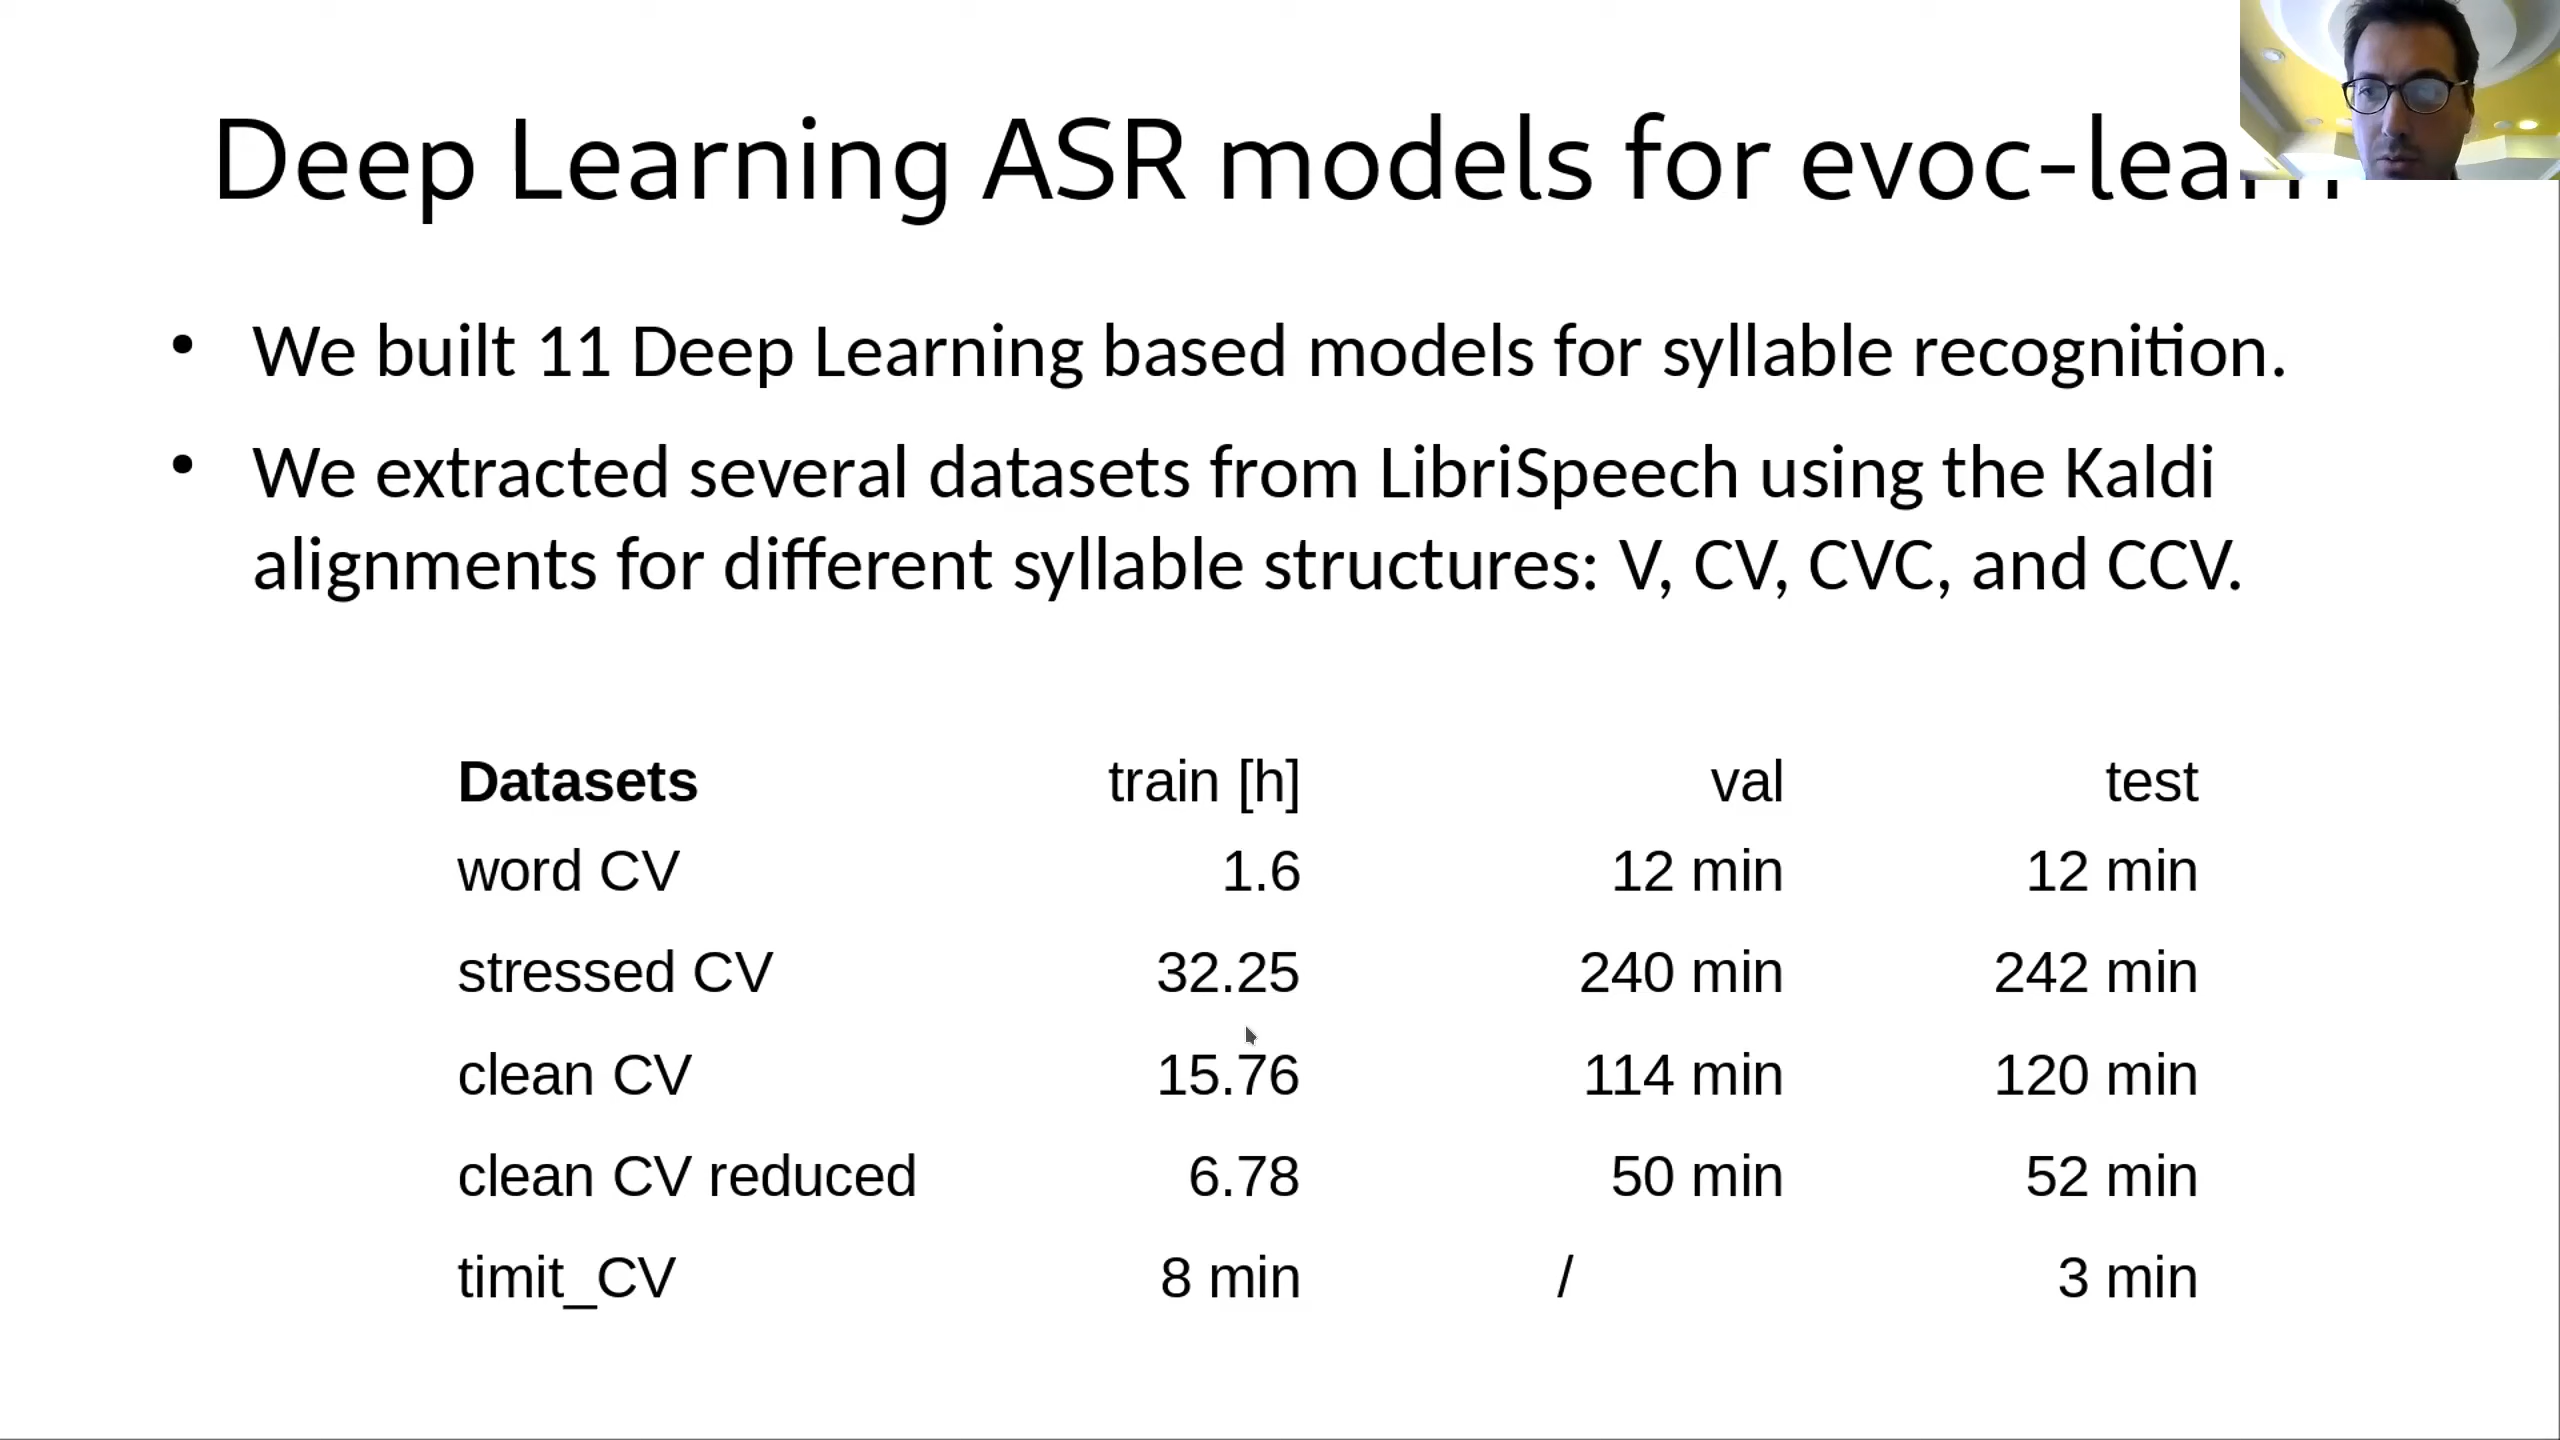 Deep Learning ASR models for evoc-learn
• We built 11 Deep Learning based models for syllable recognition.
• We extracted several datasets from LibriSpeech using the Kaldi
alignments for different syllable structures: V, CV, CVC, and CCV.
Datasets train [h] val test
word CV 1.6 12 min 12 min
stressed CV 32.25 240 min 242 min
clean CV 15.76 114 min 120 min
clean CV reduced 6.78 50 min 52 min
timit_CV 8 min / 3 min